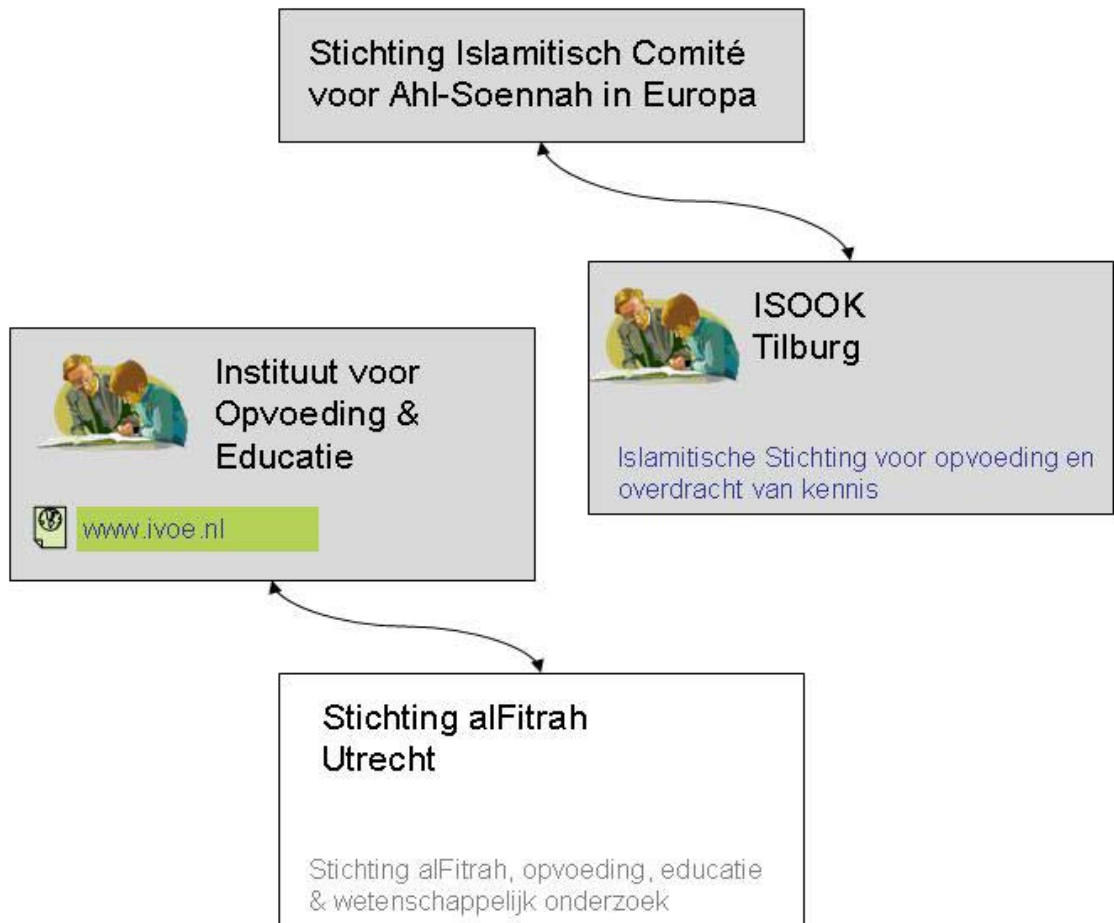 Stichting Islamitisch Comité
voor Ahl-Soennah in Europa
ISOOK
Tilburg
Islamitische Stichting voor opvoeding en
overdracht van kennis
Instituut voor
Opvoeding &
Educatie
www.ivoe.nl
Stichting alFitrah
Utrecht
Stichting alFitrah, opvoeding, educatie
& wetenschappelijk onderzoek